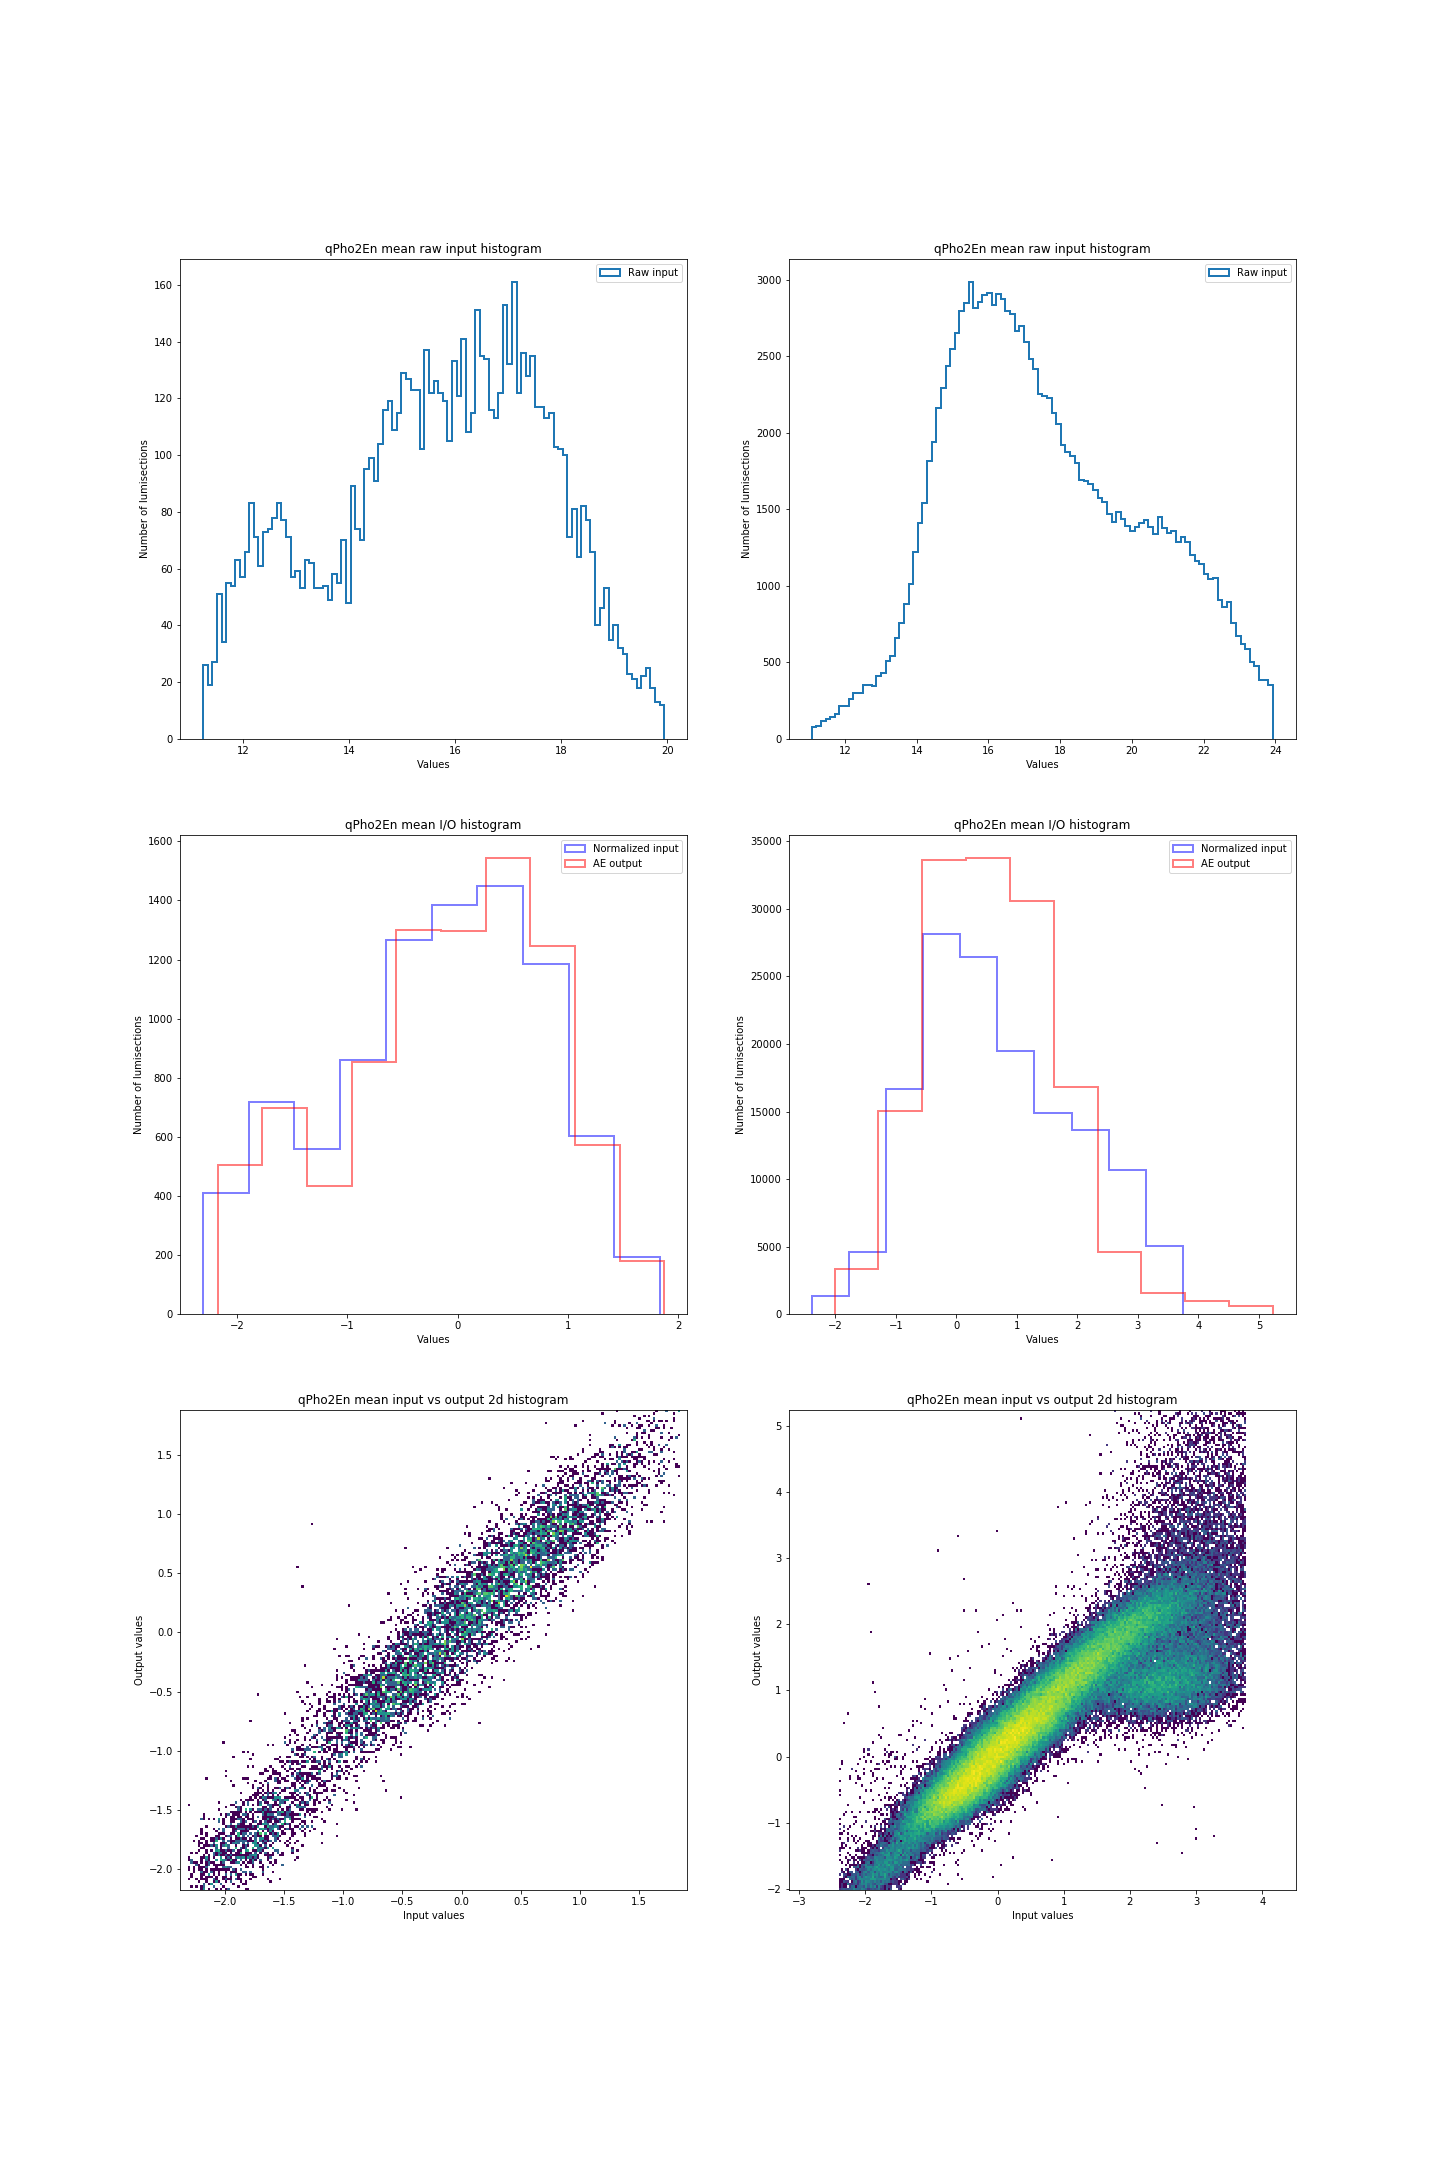 qPho2En mean raw input histogram
Raw input
160
140
120
100
80
60
40
20
0
Number of lumisections
12 14 16 18 20
Values
qPho2En mean raw input histogram
Raw input
3000
2500
2000
1500
1000
500
0
Number of lumisections
12 14 16 18 20 22 24
Values
qPho2En mean I/O histogram
Normalized input
AE output
1600
1400
1200
1000
800
600
400
200
0
Number of lumisections
−2 −1 0 1 2
Values
qPho2En mean I/O histogram
Normalized input
AE output
35000
30000
25000
20000
15000
10000
5000
0
Number of lumisections
−2 −1 0 1 2 3 4 5
Values
qPho2En mean input vs output 2d histogram
1.5
1.0
0.5
0.0
−0.5
−1.0
−1.5
−2.0
Output values
−2.0 −1.5 −1.0 −0.5 0.0 0.5 1.0 1.5
Input values
qPho2En mean input vs output 2d histogram
5
4
3
2
1
0
−1
−2
Output values
−3 −2 −1 0 1 2 3 4
Input values